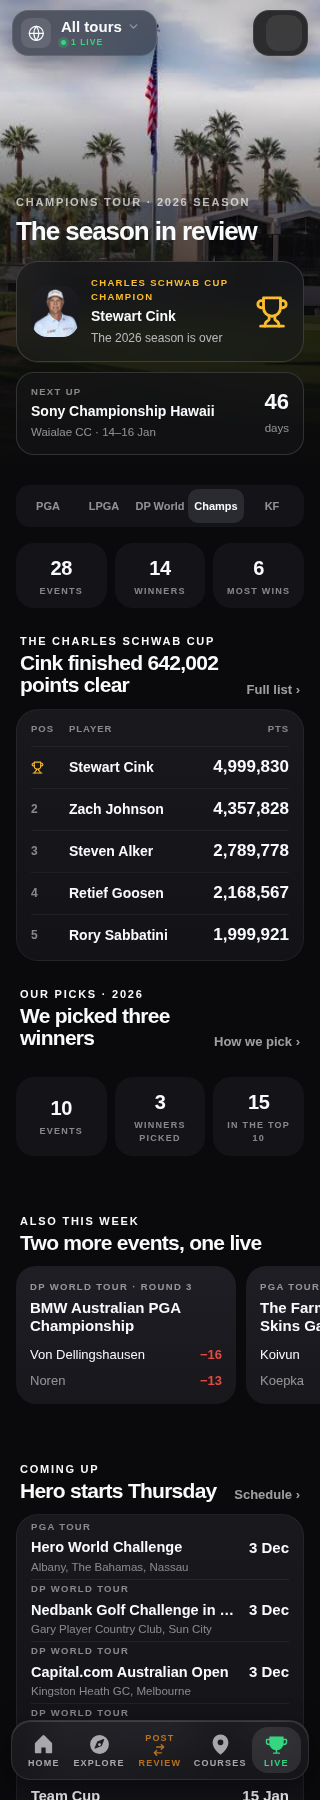 All tours
1 LIVE
CHAMPIONS TOUR · 2026 SEASON
The season in review
CHARLES SCHWAB CUP
CHAMPION
Stewart Cink
The 2026 season is over
NEXT UP
Sony Championship Hawaii
Waialae CC · 14–16 Jan
46
days
PGA LPGA DP World Champs KF
28 14 6
EVENTS WINNERS MOST WINS
THE CHARLES SCHWAB CUP
Cink finished 642,002
points clear
Full list ›
POS PLAYER PTS
Stewart Cink 4,999,830
2 Zach Johnson 4,357,828
3 Steven Alker 2,789,778
4 Retief Goosen 2,168,567
5 Rory Sabbatini 1,999,921
OUR PICKS · 2026
We picked three
winners
How we pick ›
10 3 15
EVENTS WINNERS PICKED IN THE TOP 10
ALSO THIS WEEK
Two more events, one live
DP WORLD TOUR · ROUND 3
BMW Australian PGA
Championship
Von Dellingshausen −16
Noren −13
PGA TOUR
The Farm
Skins Ga
Koivun
Koepka
COMING UP
Hero starts Thursday
Schedule ›
PGA TOUR
Hero World Challenge 3 Dec
Albany, The Bahamas, Nassau
DP WORLD TOUR
Nedbank Golf Challenge in … 3 Dec
Gary Player Country Club, Sun City
DP WORLD TOUR
Capital.com Australian Open 3 Dec
Kingston Heath GC, Melbourne
DP WORLD TOUR
HOME EXPLORE POST REVIEW COURSES LIVE
Team Cup 15 Jan